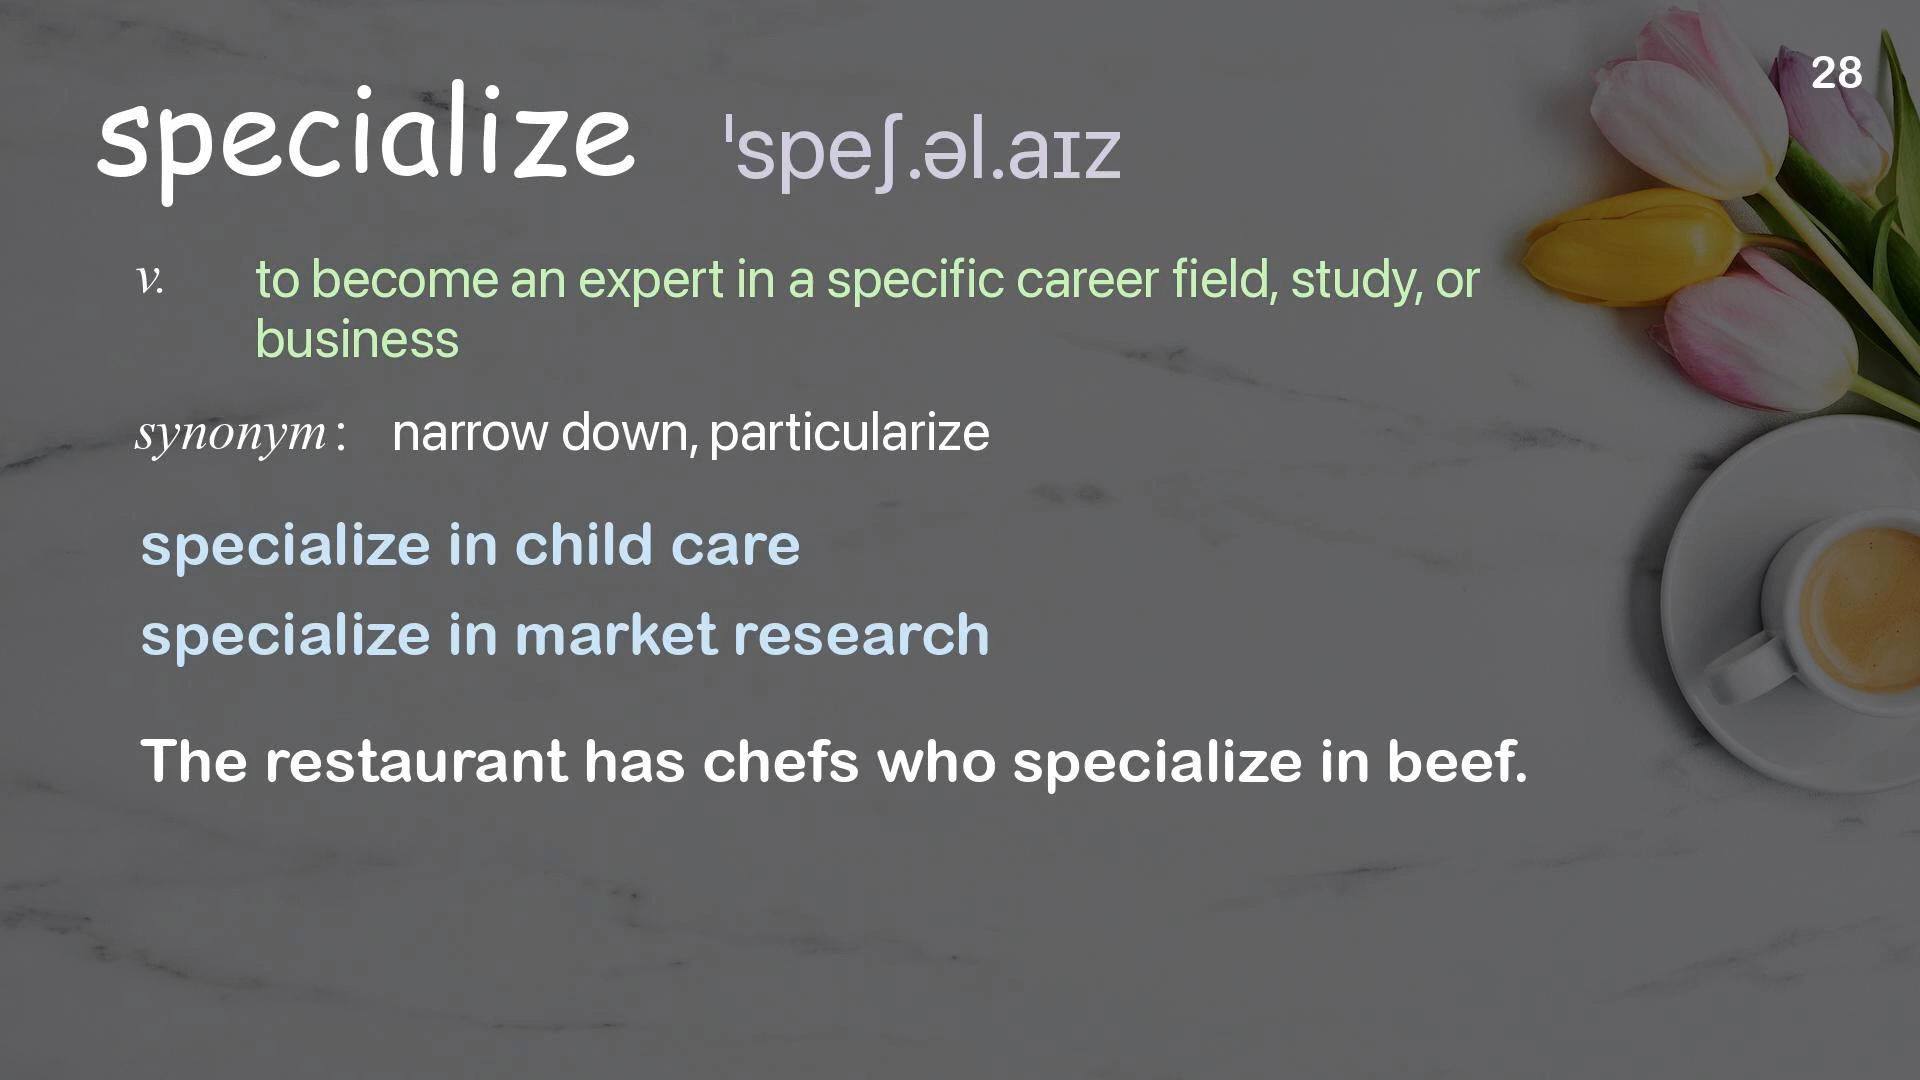 28
specialize ˈspeʃ.əl.aɪz
v. to become an expert in a specific career field, study, or
business
synonym : narrow down, particularize
specialize in child care
specialize in market research
The restaurant has chefs who specialize in beef.